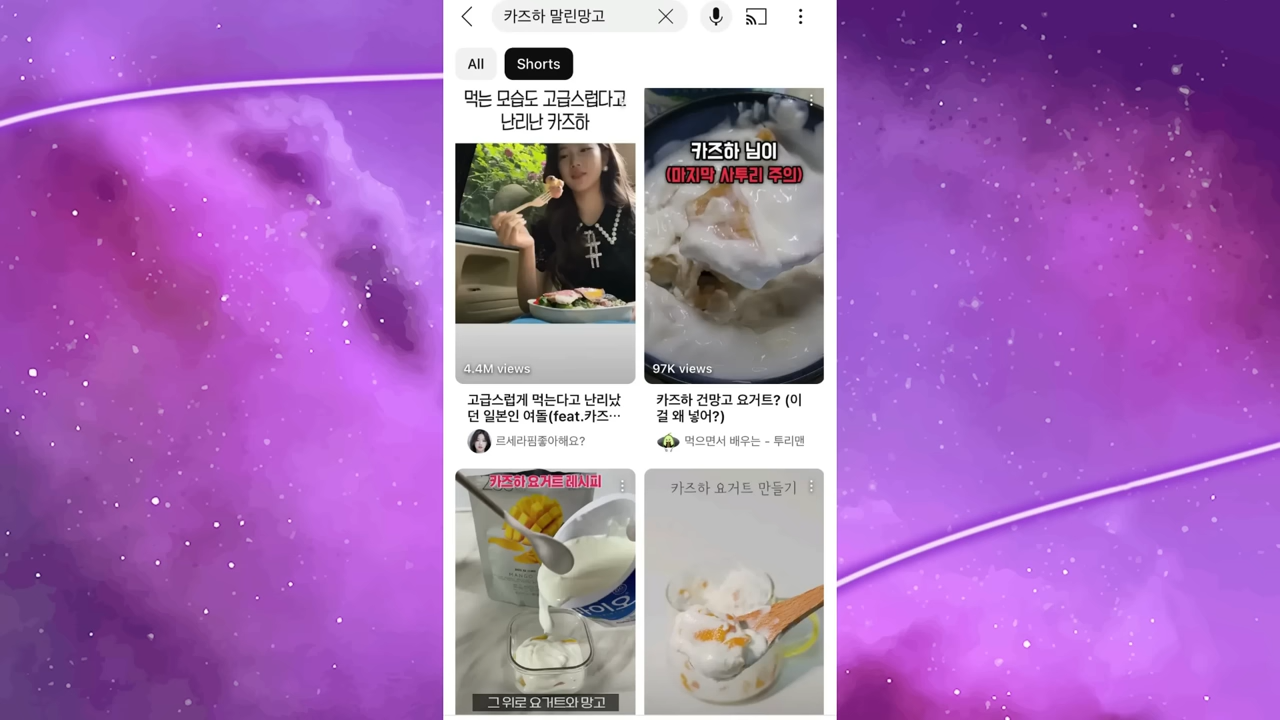 카즈하 말린망고
All
Shorts
먹는 모습도 고급스럽다고
난리난 카즈하
4.4M views
고급스럽게 먹는다고 난리났
던 일본인 여돌(feat.카즈…
르세라핌좋아해요?
카즈하 님이
(마지막 사투리 주의)
97K views
카즈하 건망고 요거트? (이
걸 왜 넣어?)
먹으면서 배우는 - 투리맨
카즈하 요거트 레시피
그 위로 요거트와 망고
카즈하 요거트 만들기